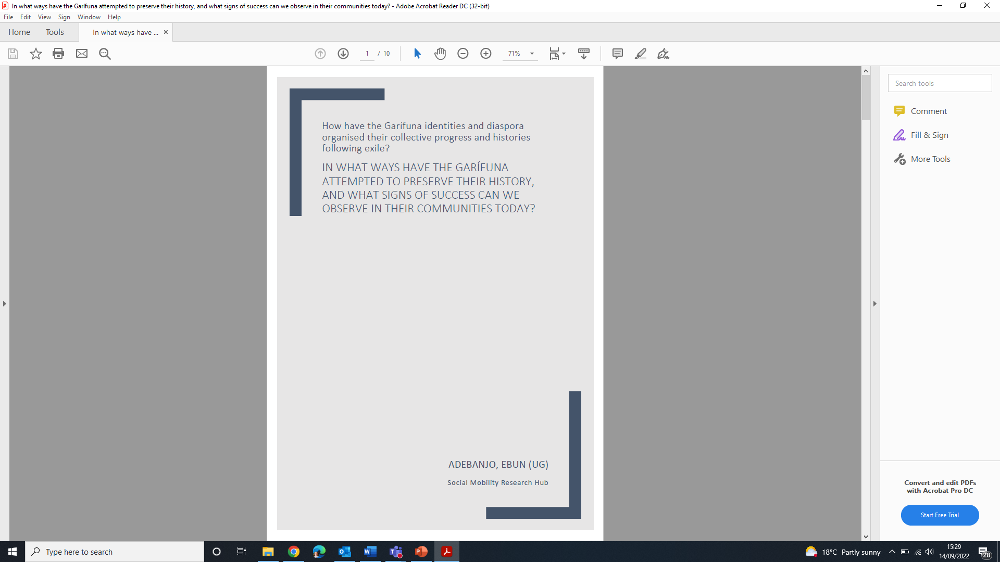 In what ways have the Garífuna attempted to preserve their history, and what signs of success can we observe in their communities today? - Adobe Acrobat Reader DC (32-bit)
File Edit View Sign Window Help
Home Tools In what ways have ...
1 / 10 71%
Search tools
Comment
Fill & Sign
More Tools
How have the Garífuna identities and diaspora
organised their collective progress and histories
following exile?
IN WHAT WAYS HAVE THE GARÍFUNA
ATTEMPTED TO PRESERVE THEIR HISTORY,
AND WHAT SIGNS OF SUCCESS CAN WE
OBSERVE IN THEIR COMMUNITIES TODAY?
ADEBANJO, EBUN (UG)
Social Mobility Research Hub
Convert and edit PDFs
with Acrobat Pro DC
Start Free Trial
Type here to search
18°C Partly sunny
15:29
14/09/2022
28